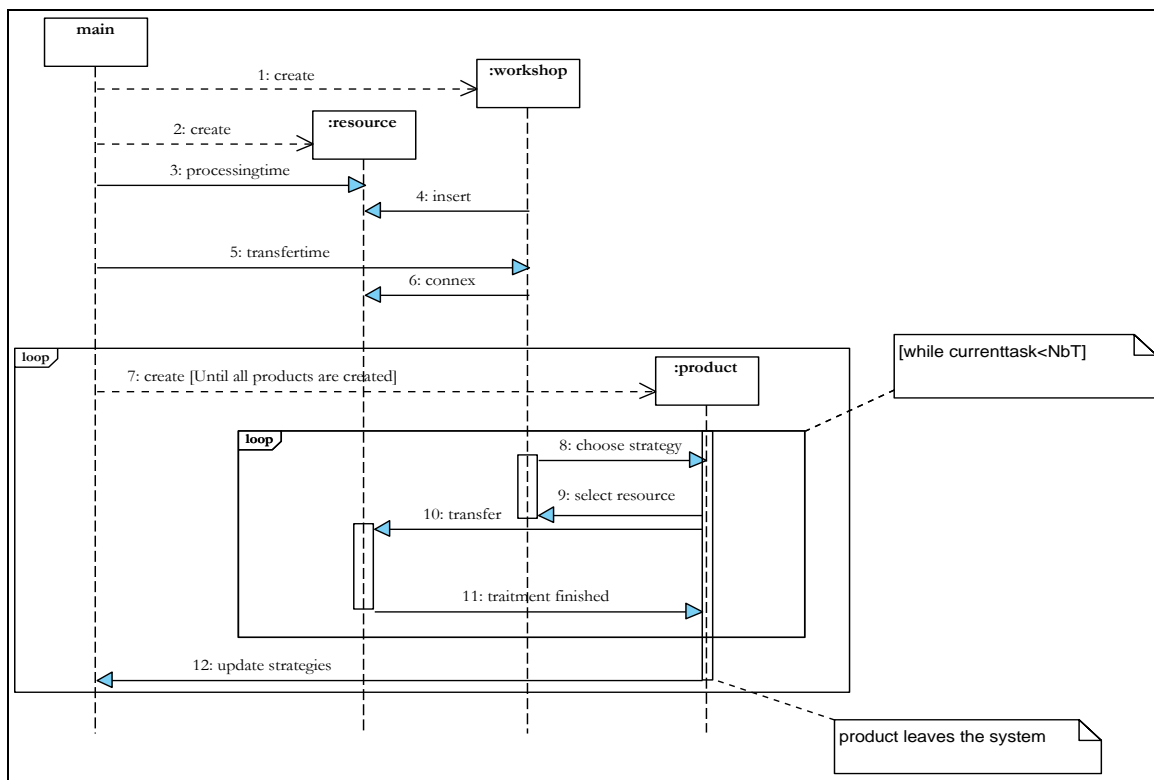 main
:workshop
1: create
:resource
2: create
3: processingtime
4: insert
5: transfertime
6: connex
loop
[while currenttask<NbT]
:product
7: create [Until all products are created]
loop
8: choose strategy
9: select resource
10: transfer
11: traitment finished
12: update strategies
product leaves the system